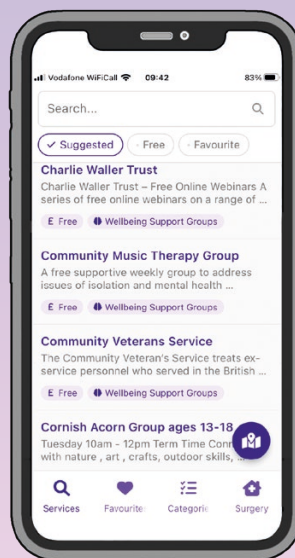 Vodafone WiFiCall 09:42 83%
Search...
✓ Suggested Free Favourite
Charlie Waller Trust
Charlie Waller Trust – Free Online Webinars A
series of free online webinars on a range of ...
£ Free Wellbeing Support Groups
Community Music Therapy Group
A free supportive weekly group to address
issues of isolation and mental health ...
£ Free Wellbeing Support Groups
Community Veterans Service
The Community Veteran's Service treats ex-
service personnel who served in the British ...
£ Free Wellbeing Support Groups
Cornish Acorn Group ages 13-18
Tuesday 10am - 12pm Term Time
with nature , art , crafts, outdoor skills,
Services Favourite Categorie Surgery